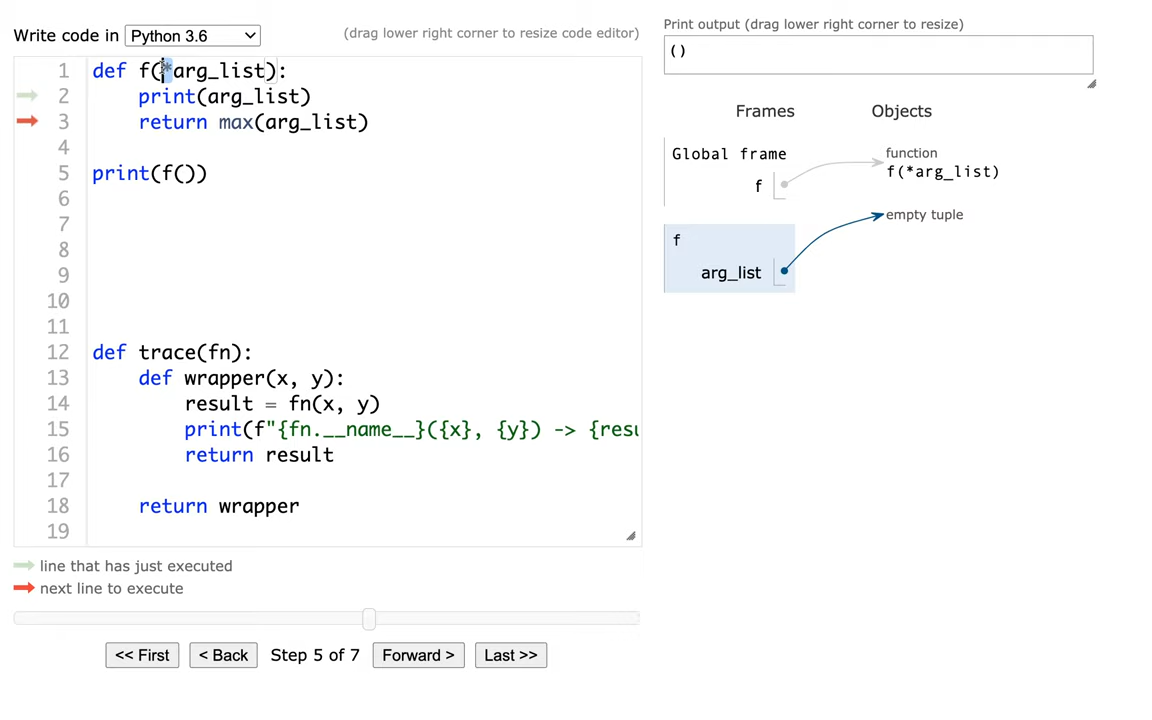 Write code in Python 3.6
(drag lower right corner to resize code editor)
1 def f(*arg_list):
2     print(arg_list)
3     return max(arg_list)
4
5 print(f())
6
7
8
9
10
11
12 def trace(fn):
13     def wrapper(x, y):
14         result = fn(x, y)
15         print(f"{fn.__name__}({x}, {y}) -> {resu
16         return result
17
18     return wrapper
19
line that has just executed
next line to execute
<< First < Back Step 5 of 7 Forward > Last >>
Print output (drag lower right corner to resize)
()
Frames Objects
Global frame
f
function
f(*arg_list)
empty tuple
f
arg_list